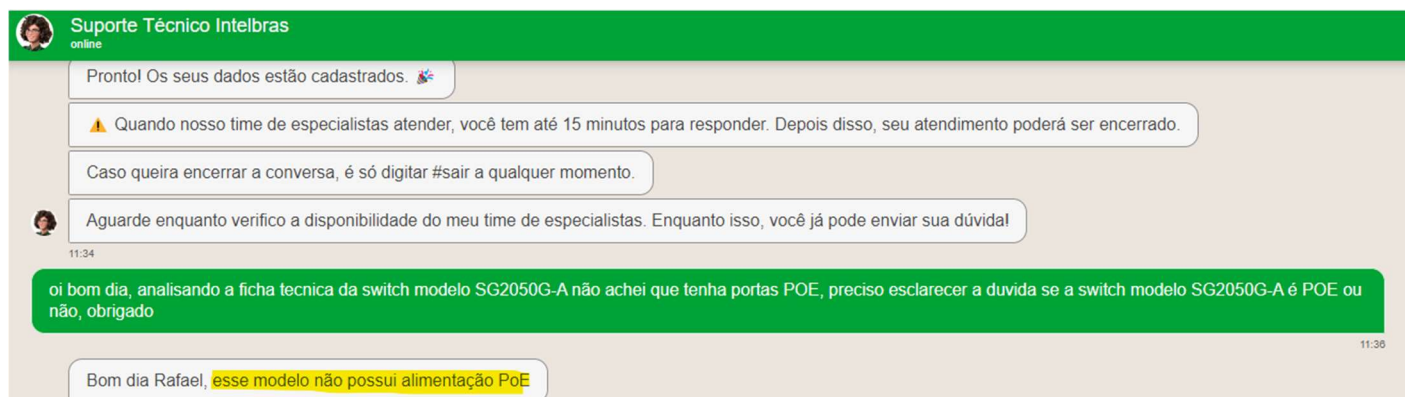 Suporte Técnico Intelbras
online
Pronto! Os seus dados estão cadastrados. 🎉
⚠️ Quando nosso time de especialistas atender, você tem até 15 minutos para responder. Depois disso, seu atendimento poderá ser encerrado.
Caso queira encerrar a conversa, é só digitar #sair a qualquer momento.
Aguarde enquanto verifico a disponibilidade do meu time de especialistas. Enquanto isso, você já pode enviar sua dúvida!
11:34
oi bom dia, analisando a ficha tecnica da switch modelo SG2050G-A não achei que tenha portas POE, preciso esclarecer a duvida se a switch modelo SG2050G-A é POE ou
não, obrigado
11:36
Bom dia Rafael, esse modelo não possui alimentação PoE